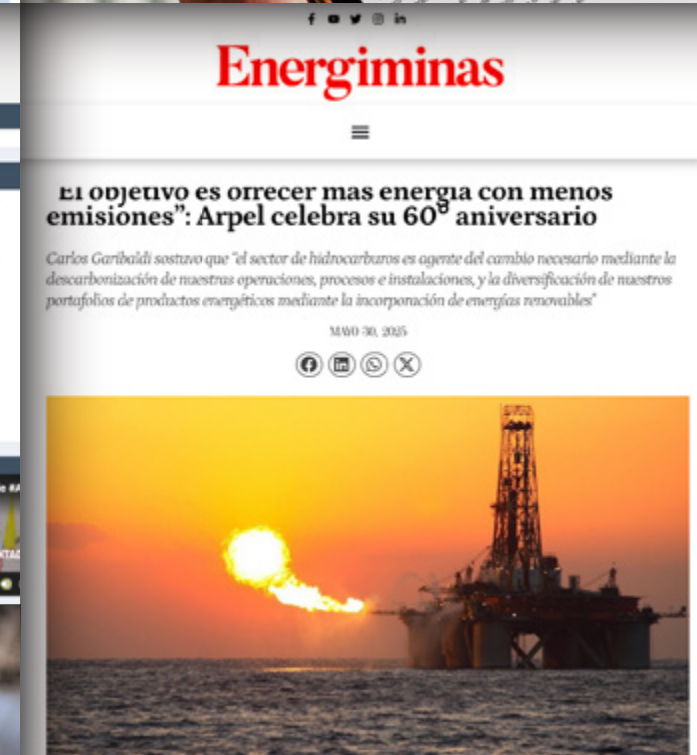 Energiminas
El objetivo es ofrecer más energía con menos
emisiones”: Arpel celebra su 60º aniversario
Carlos Garibaldi sostuvo que “el sector de hidrocarburos es agente del cambio necesario mediante la
descarbonización de nuestras operaciones, procesos e instalaciones, y la diversificación de nuestros
portafolios de productos energéticos mediante la incorporación de energías renovables”
MAYO 30, 2025